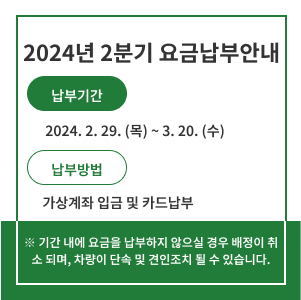 2024년 2분기 요금납부안내
납부기간
2024. 2. 29. (목) ~ 3. 20. (수)
납부방법
가상계좌 입금 및 카드납부
※ 기간 내에 요금을 납부하지 않으실 경우 배정이 취
소 되며, 차량이 단속 및 견인조치 될 수 있습니다.